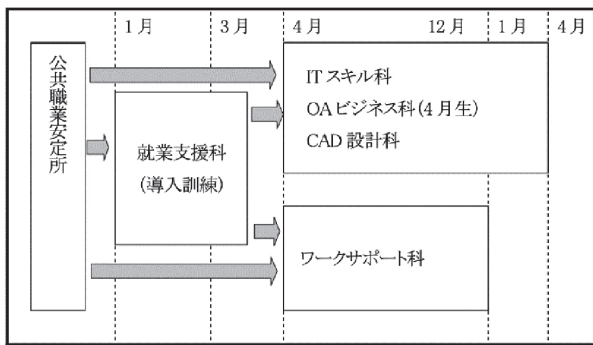 1月 3月 4月 12月 1月 4月
公共職業安定所
ITスキル科
OAビジネス科(4月生)
CAD設計科
就業支援科
(導入訓練)
ワークサポート科